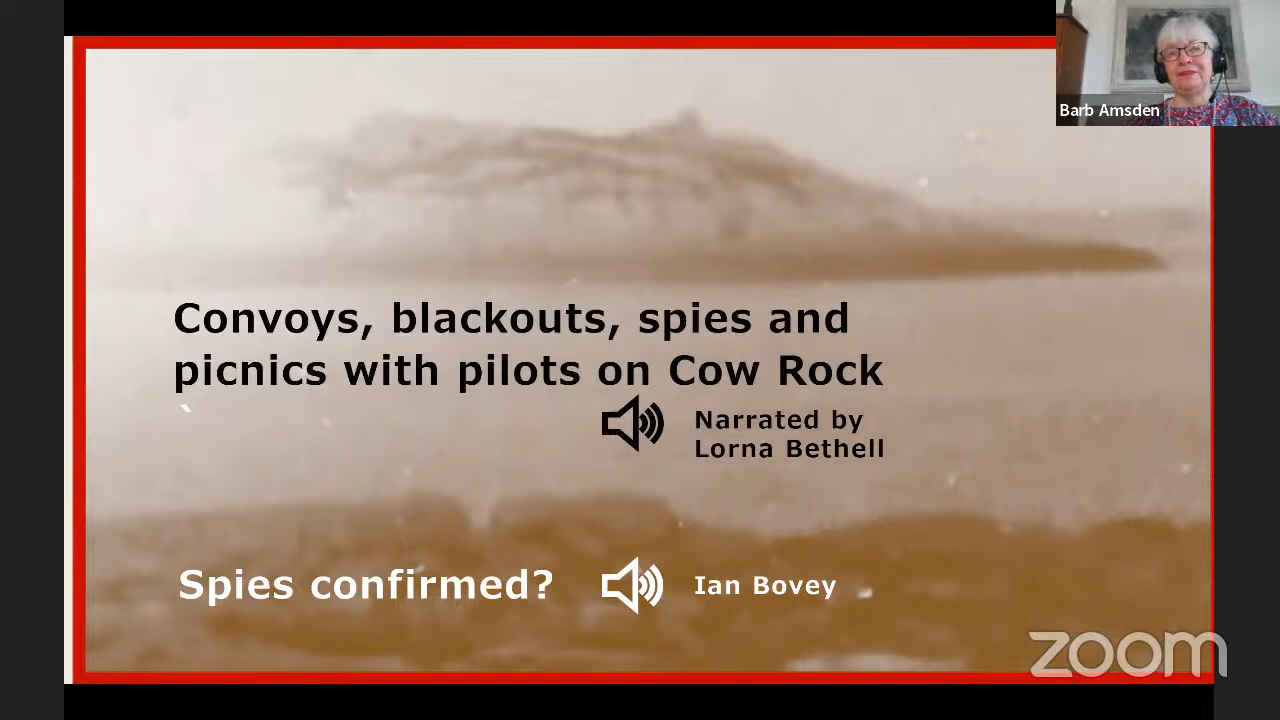 Barb Amsden
Convoys, blackouts, spies and
picnics with pilots on Cow Rock
Narrated by
Lorna Bethell
Spies confirmed?
Ian Bovey
zoom